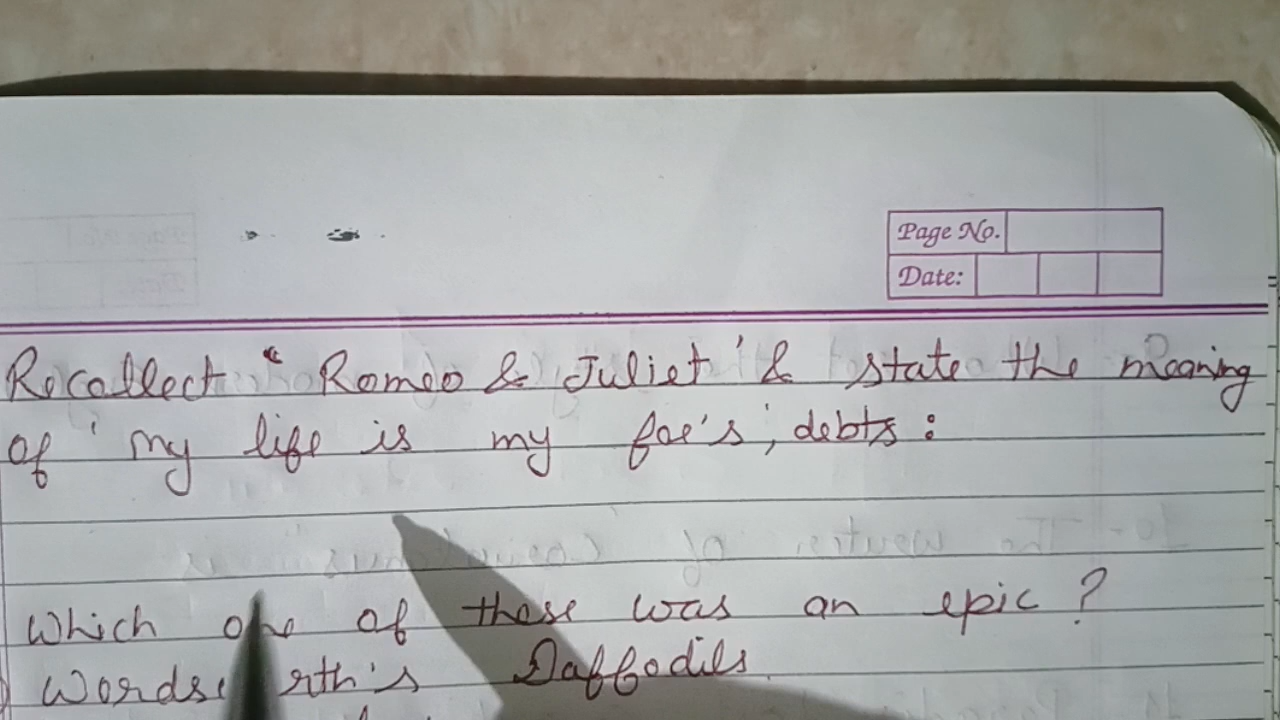 Page No.
Date:
Recollect " Romeo & Juliet ' & state the meaning
of ' my life is my foe's ' debts :
Which one of these was an epic ?
Wordsworth's Daffodils